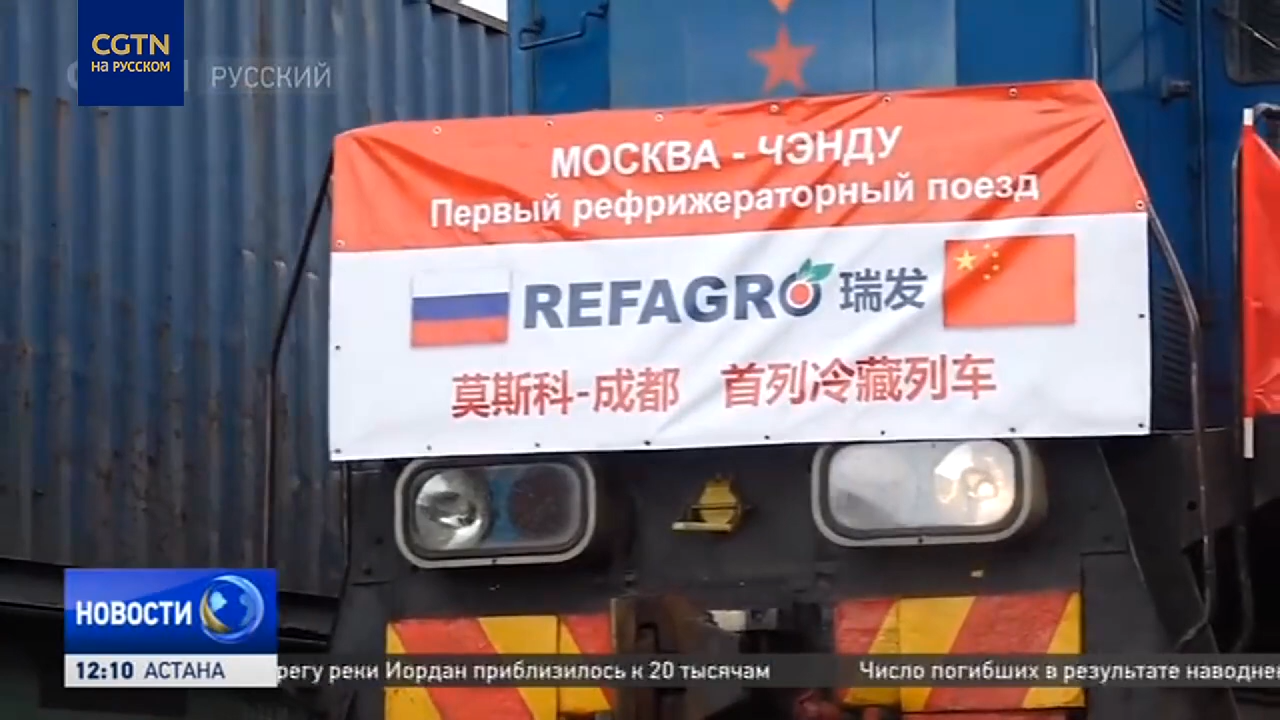 CGTN
НА РУССКОМ
РУССКИЙ
МОСКВА - ЧЭНДУ
Первый рефрижераторный поезд
REFAGRO 瑞发
莫斯科-成都 首列冷藏列车
НОВОСТИ
12:10 АСТАНА
регу реки Иордан приблизилось к 20 тысячам Число погибших в результате наводне